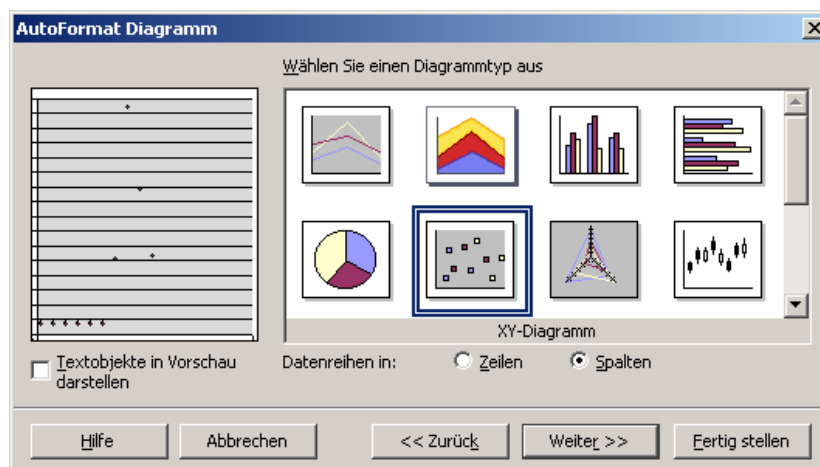 AutoFormat Diagramm
Wählen Sie einen Diagrammtyp aus
XY-Diagramm
Textobjekte in Vorschau
darstellen
Datenreihen in:
Zeilen
Spalten
Hilfe
Abbrechen
<< Zurück
Weiter >>
Fertig stellen